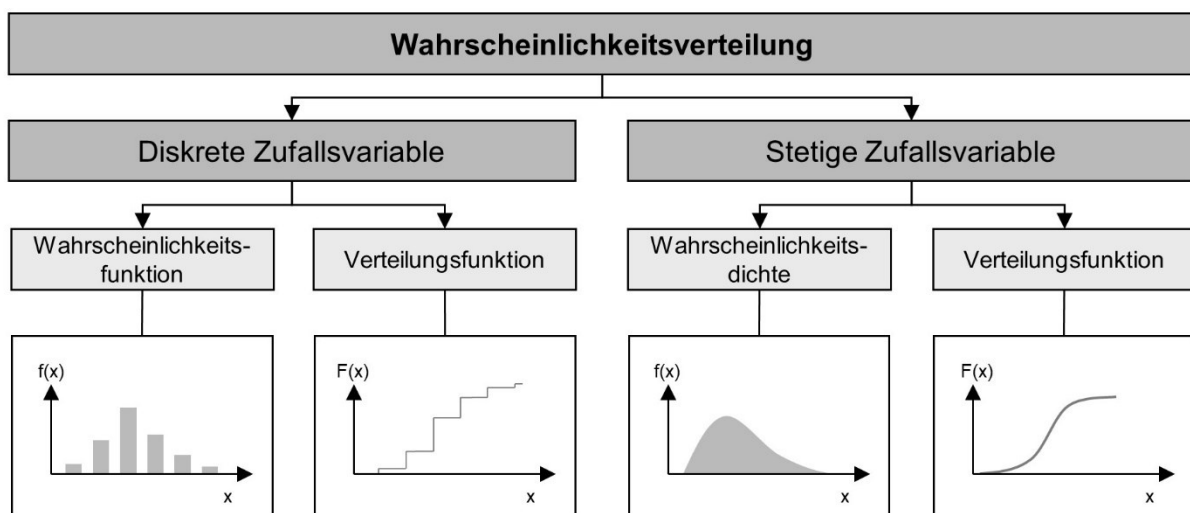 Wahrscheinlichkeitsverteilung
Diskrete Zufallsvariable
Stetige Zufallsvariable
Wahrscheinlichkeits-
funktion
Verteilungsfunktion
Wahrscheinlichkeits-
dichte
Verteilungsfunktion
f(x)
x
F(x)
x
f(x)
x
F(x)
x